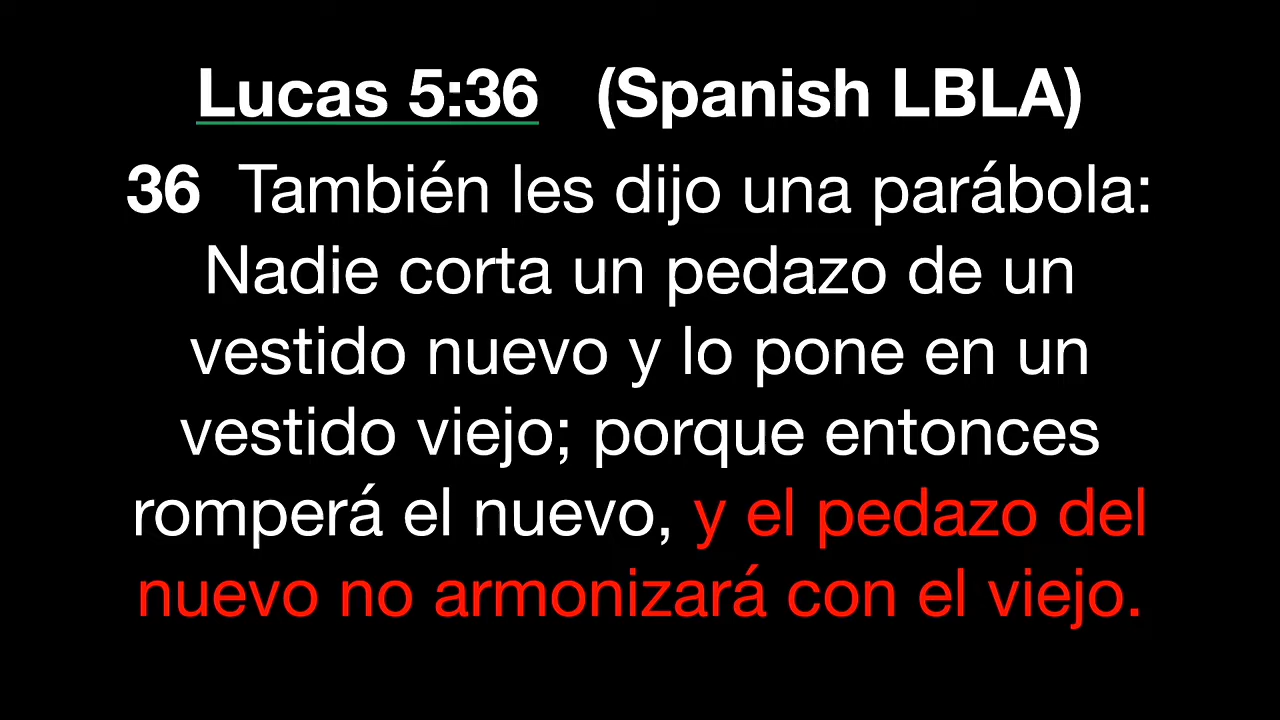 Lucas 5:36 (Spanish LBLA)
36 También les dijo una parábola:
Nadie corta un pedazo de un
vestido nuevo y lo pone en un
vestido viejo; porque entonces
romperá el nuevo, y el pedazo del
nuevo no armonizará con el viejo.